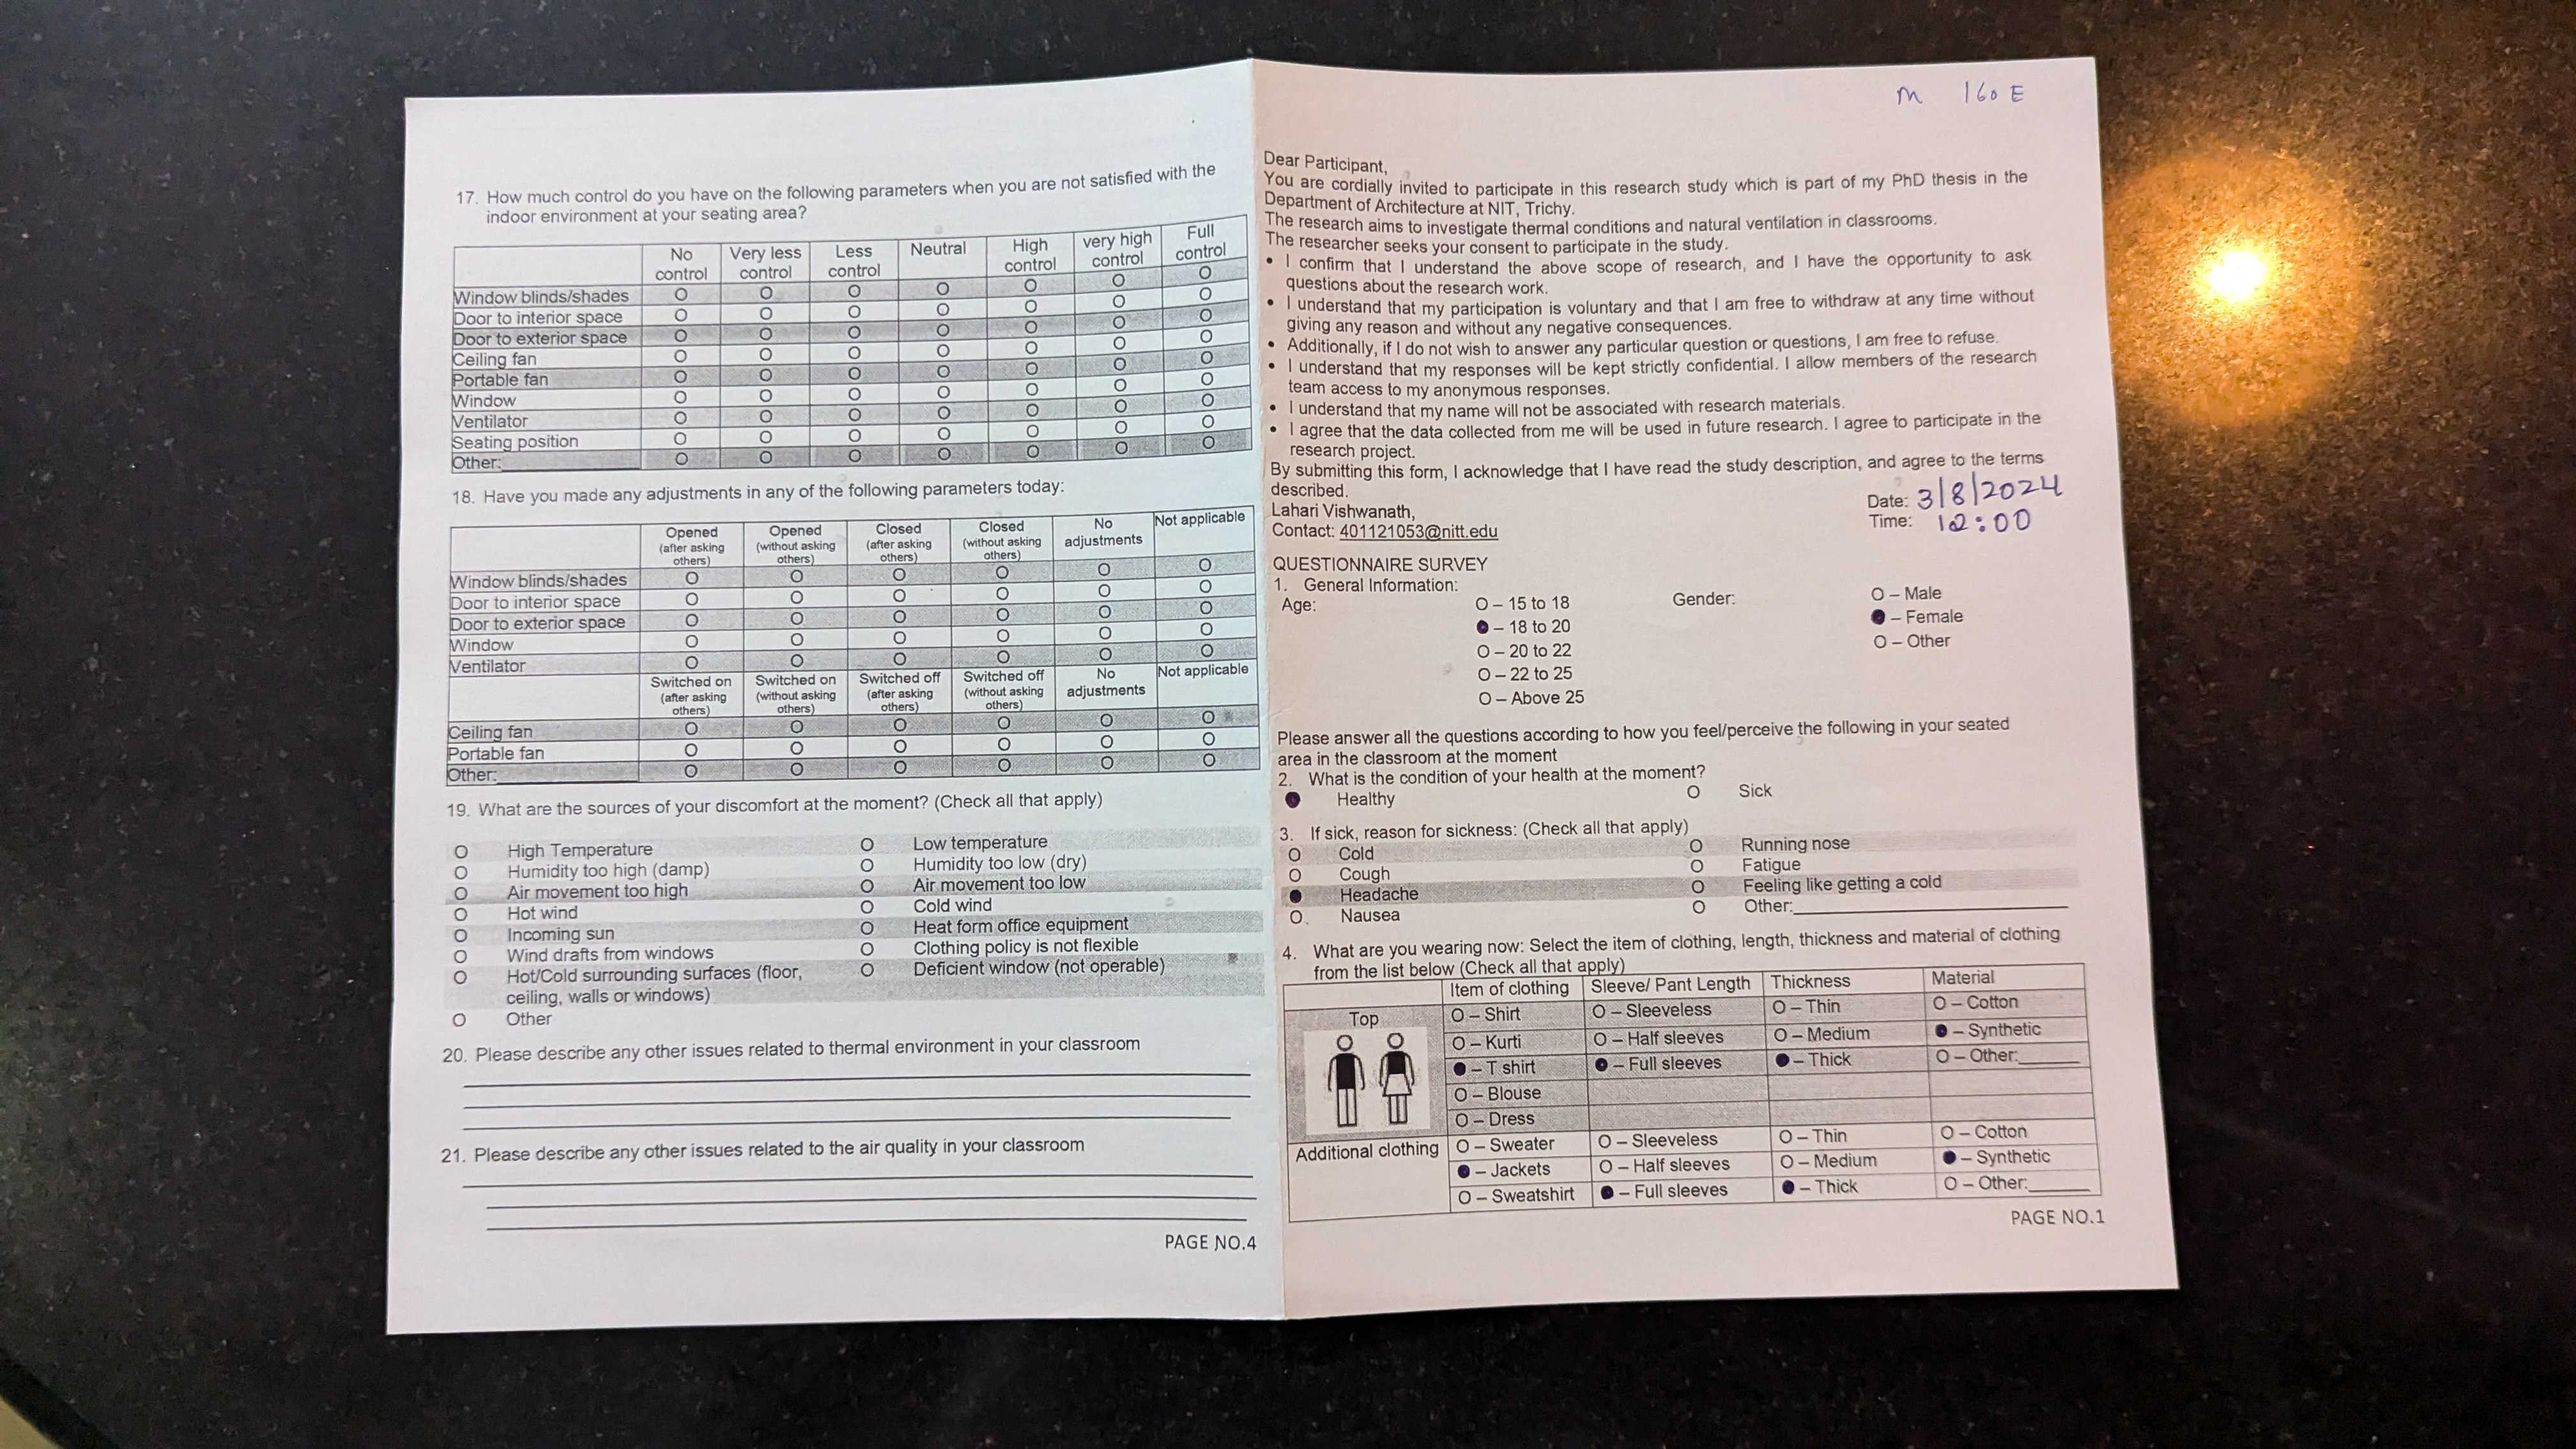 17. How much control do you have on the following parameters when you are not satisfied with the
indoor environment at your seating area?
No control Very less control Less control Neutral High control very high control Full control
Window blinds/shades O O O O O O O
Door to interior space O O O O O O O
Door to exterior space O O O O O O O
Ceiling fan O O O O O O O
Portable fan O O O O O O O
Window O O O O O O O
Ventilator O O O O O O O
Seating position O O O O O O O
Other: O O O O O O O
18. Have you made any adjustments in any of the following parameters today:
Opened (after asking others) Opened (without asking others) Closed (after asking others) Closed (without asking others) No adjustments Not applicable
Window blinds/shades O O O O O O
Door to interior space O O O O O O
Door to exterior space O O O O O O
Window O O O O O O
Ventilator O O O O O O
Switched on (after asking others) Switched on (without asking others) Switched off (after asking others) Switched off (without asking others) No adjustments Not applicable
Ceiling fan O O O O O O
Portable fan O O O O O O
Other: O O O O O O
19. What are the sources of your discomfort at the moment? (Check all that apply)
O High Temperature O Low temperature
O Humidity too high (damp) O Humidity too low (dry)
O Air movement too high O Air movement too low
O Hot wind O Cold wind
O Incoming sun O Heat form office equipment
O Wind drafts from windows O Clothing policy is not flexible
O Hot/Cold surrounding surfaces (floor, O Deficient window (not operable)
ceiling, walls or windows)
O Other
20. Please describe any other issues related to thermal environment in your classroom
21. Please describe any other issues related to the air quality in your classroom
PAGE NO.4
M 160 E
Dear Participant,
You are cordially invited to participate in this research study which is part of my PhD thesis in the
Department of Architecture at NIT, Trichy.
The research aims to investigate thermal conditions and natural ventilation in classrooms.
The researcher seeks your consent to participate in the study.
• I confirm that I understand the above scope of research, and I have the opportunity to ask
questions about the research work.
• I understand that my participation is voluntary and that I am free to withdraw at any time without
giving any reason and without any negative consequences.
• Additionally, if I do not wish to answer any particular question or questions, I am free to refuse.
• I understand that my responses will be kept strictly confidential. I allow members of the research
team access to my anonymous responses.
• I understand that my name will not be associated with research materials.
• I agree that the data collected from me will be used in future research. I agree to participate in the
research project.
By submitting this form, I acknowledge that I have read the study description, and agree to the terms
described.
Date: 3/8/2024
Lahari Vishwanath,
Time: 12:00
Contact: 401121053@nitt.edu
QUESTIONNAIRE SURVEY
1. General Information:
Age: O – 15 to 18 Gender: O – Male
● – 18 to 20 ● – Female
O – 20 to 22 O – Other
O – 22 to 25
O – Above 25
Please answer all the questions according to how you feel/perceive the following in your seated
area in the classroom at the moment
2. What is the condition of your health at the moment?
● Healthy O Sick
3. If sick, reason for sickness: (Check all that apply)
O Cold O Running nose
O Cough O Fatigue
● Headache O Feeling like getting a cold
O Nausea O Other:
4. What are you wearing now: Select the item of clothing, length, thickness and material of clothing
from the list below (Check all that apply)
Item of clothing Sleeve/ Pant Length Thickness Material
Top O – Shirt O – Sleeveless O – Thin O – Cotton
O – Kurti O – Half sleeves O – Medium ● – Synthetic
● – T shirt ● – Full sleeves ● – Thick O – Other:
O – Blouse
O – Dress
Additional clothing O – Sweater O – Sleeveless O – Thin O – Cotton
● – Jackets O – Half sleeves O – Medium ● – Synthetic
O – Sweatshirt ● – Full sleeves ● – Thick O – Other:
PAGE NO.1